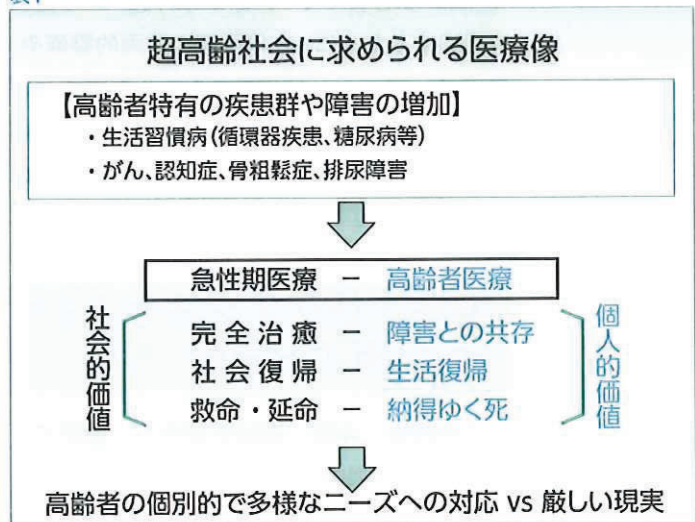 超高齢社会に求められる医療像
【高齢者特有の疾患群や障害の増加】
・生活習慣病(循環器疾患、糖尿病等)
・がん、認知症、骨粗鬆症、排尿障害
急性期医療 − 高齢者医療
社会的価値
完全治癒 − 障害との共存
社会復帰 − 生活復帰
救命・延命 − 納得ゆく死
個人的価値
高齢者の個別的で多様なニーズへの対応 vs 厳しい現実